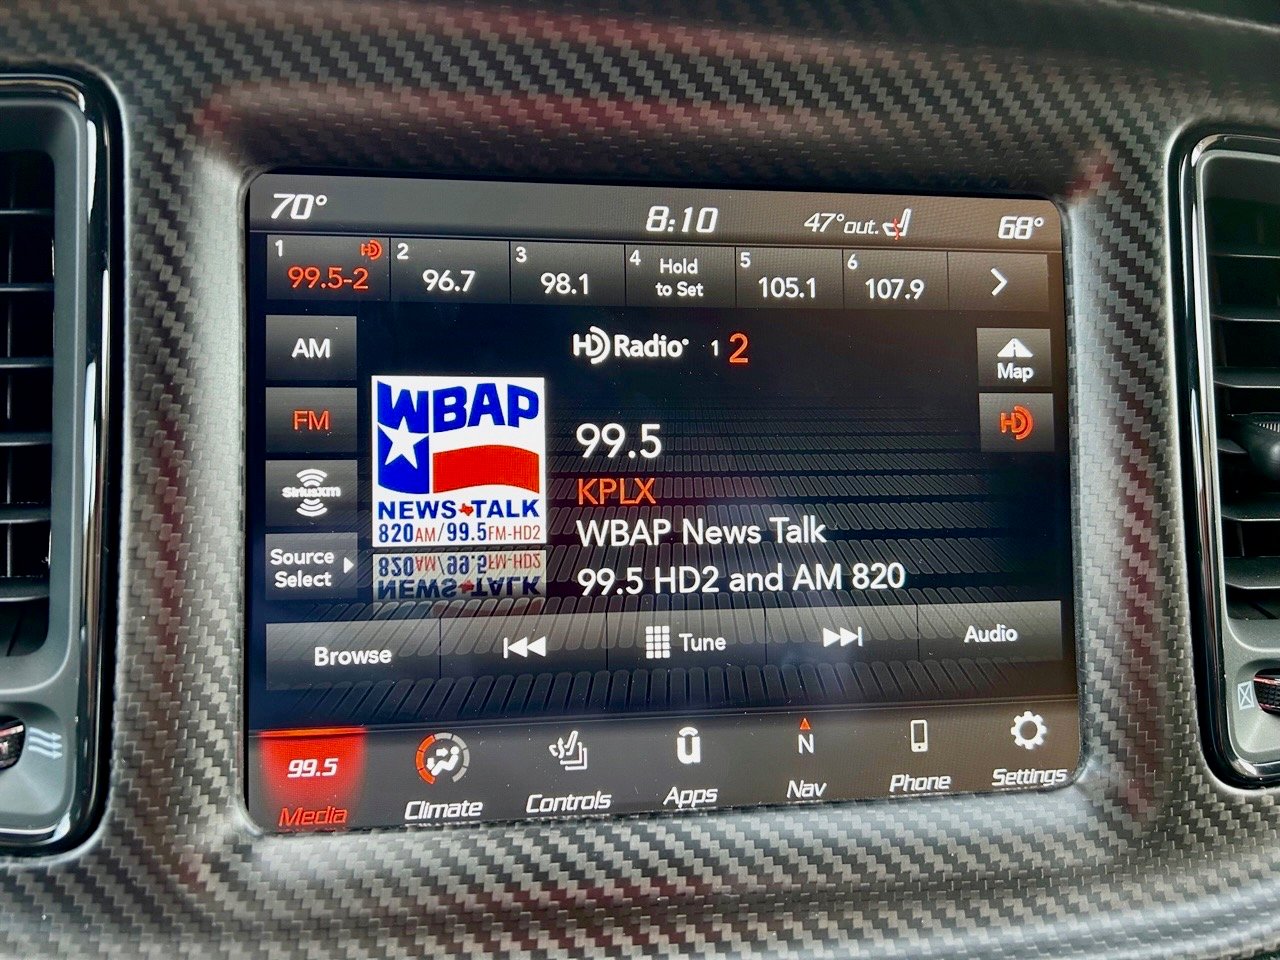 70° 8:10 47°out. 68°
1 2 3 4 5 6
99.5-2 96.7 98.1 Hold to Set 105.1 107.9
AM
FM
SiriusXM
Source
Select
HD Radio 1 2
Map
HD
WBAP
NEWS TALK
820AM/99.5FM-HD2
99.5
KPLX
WBAP News Talk
99.5 HD2 and AM 820
Browse Tune Audio
99.5
Media Climate Controls Apps N Nav Phone Settings